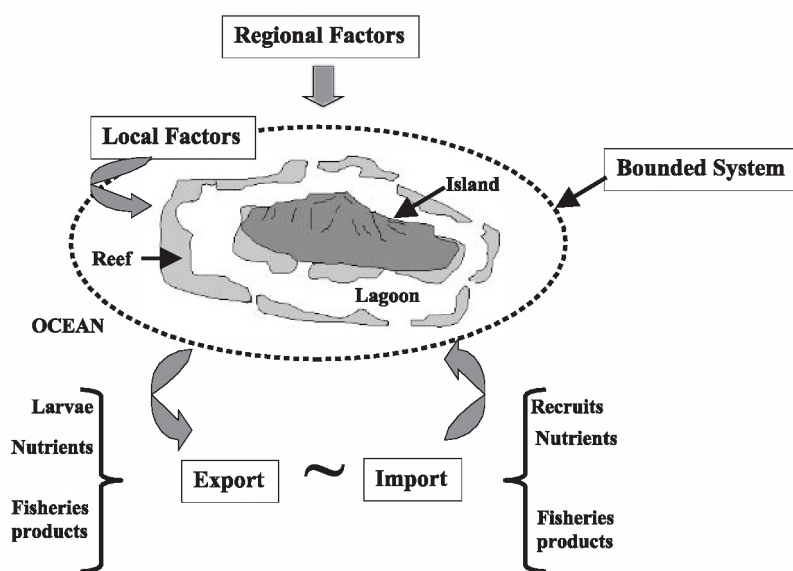 Regional Factors
Local Factors
Bounded System
Island
Reef
Lagoon
OCEAN
Larvae
Nutrients
Fisheries
products
Export
~
Import
Recruits
Nutrients
Fisheries
products